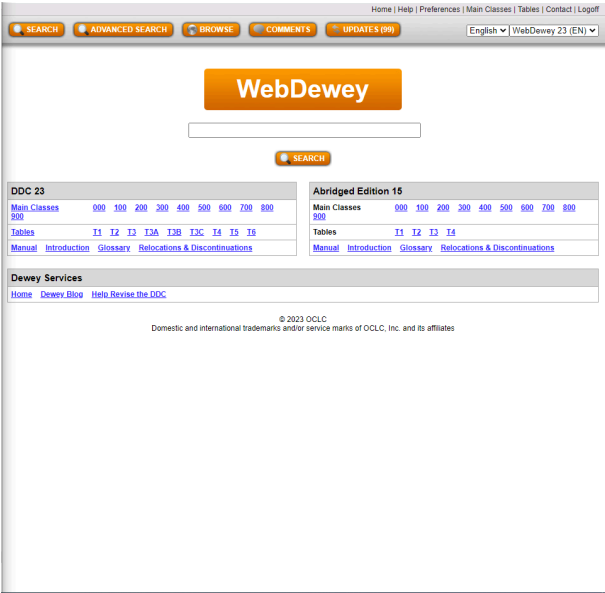 Home | Help | Preferences | Main Classes | Tables | Contact | Logoff
SEARCH ADVANCED SEARCH BROWSE COMMENTS UPDATES (99) English WebDewey 23 (EN)
WebDewey
SEARCH
DDC 23
Main Classes 000 100 200 300 400 500 600 700 800
900
Tables T1 T2 T3 T3A T3B T3C T4 T5 T6
Manual Introduction Glossary Relocations & Discontinuations
Abridged Edition 15
Main Classes 000 100 200 300 400 500 600 700 800
900
Tables T1 T2 T3 T4
Manual Introduction Glossary Relocations & Discontinuations
Dewey Services
Home Dewey Blog Help Revise the DDC
© 2023 OCLC
Domestic and international trademarks and/or service marks of OCLC, Inc. and its affiliates